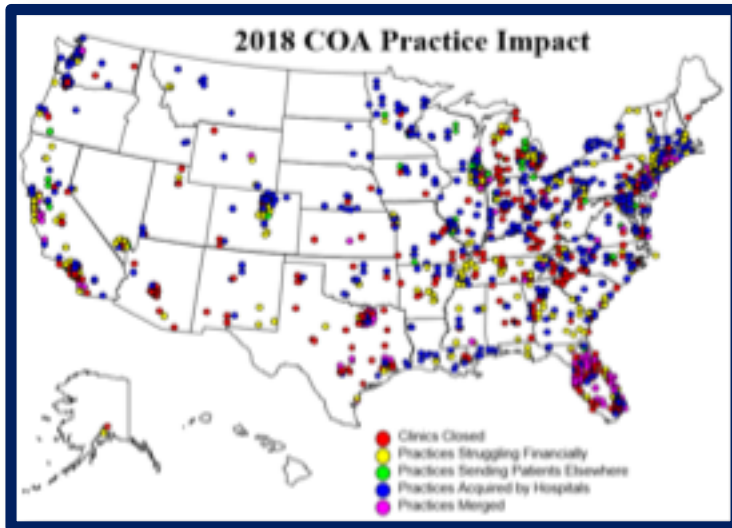 2018 COA Practice Impact
Clinics Closed
Practices Struggling Financially
Practices Sending Patients Elsewhere
Practices Acquired by Hospitals
Practices Merged